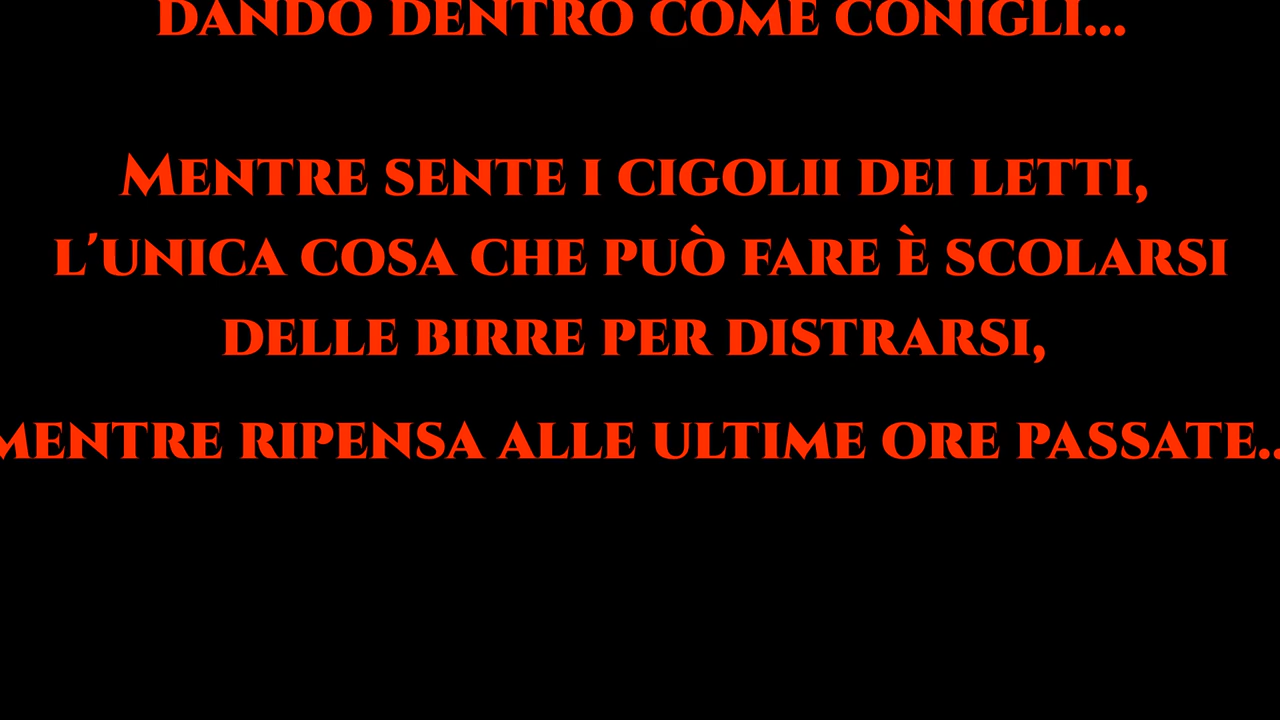 DANDO DENTRO COME CONIGLI...
MENTRE SENTE I CIGOLII DEI LETTI,
L'UNICA COSA CHE PUÒ FARE È SCOLARSI
DELLE BIRRE PER DISTRARSI,
MENTRE RIPENSA ALLE ULTIME ORE PASSATE..